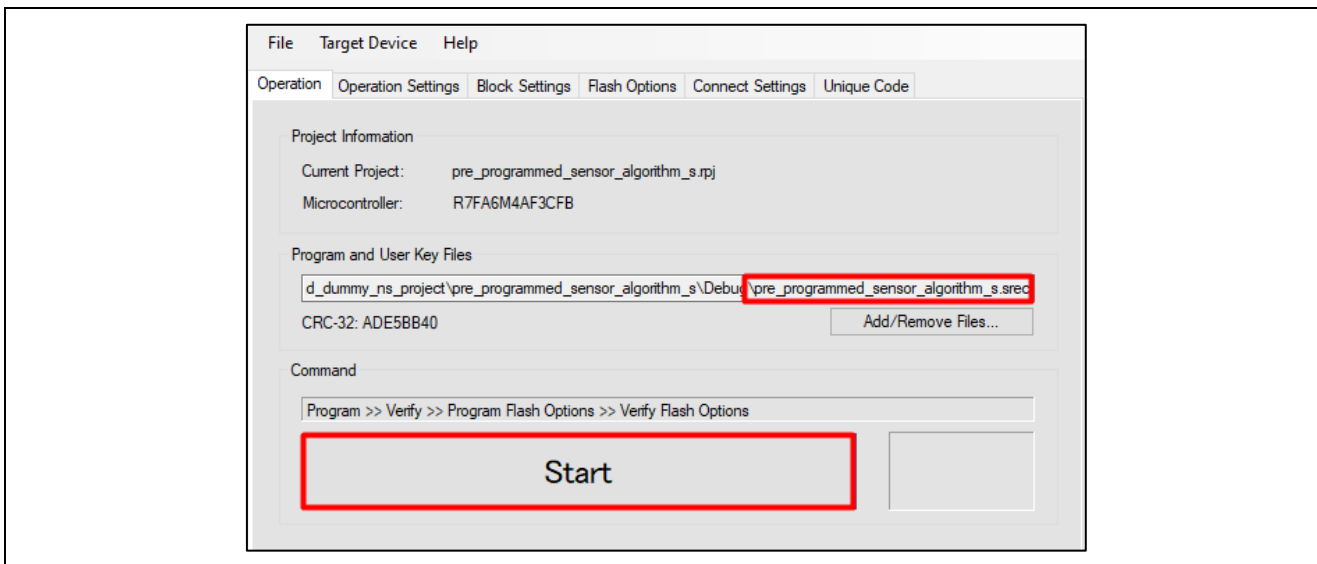 File Target Device Help
Operation Operation Settings Block Settings Flash Options Connect Settings Unique Code
Project Information
Current Project: pre_programmed_sensor_algorithm_s.rpj
Microcontroller: R7FA6M4AF3CFB
Program and User Key Files
d_dummy_ns_project\pre_programmed_sensor_algorithm_s\Debug\pre_programmed_sensor_algorithm_s.srec
CRC-32: ADE5BB40 Add/Remove Files...
Command
Program >> Verify >> Program Flash Options >> Verify Flash Options
Start